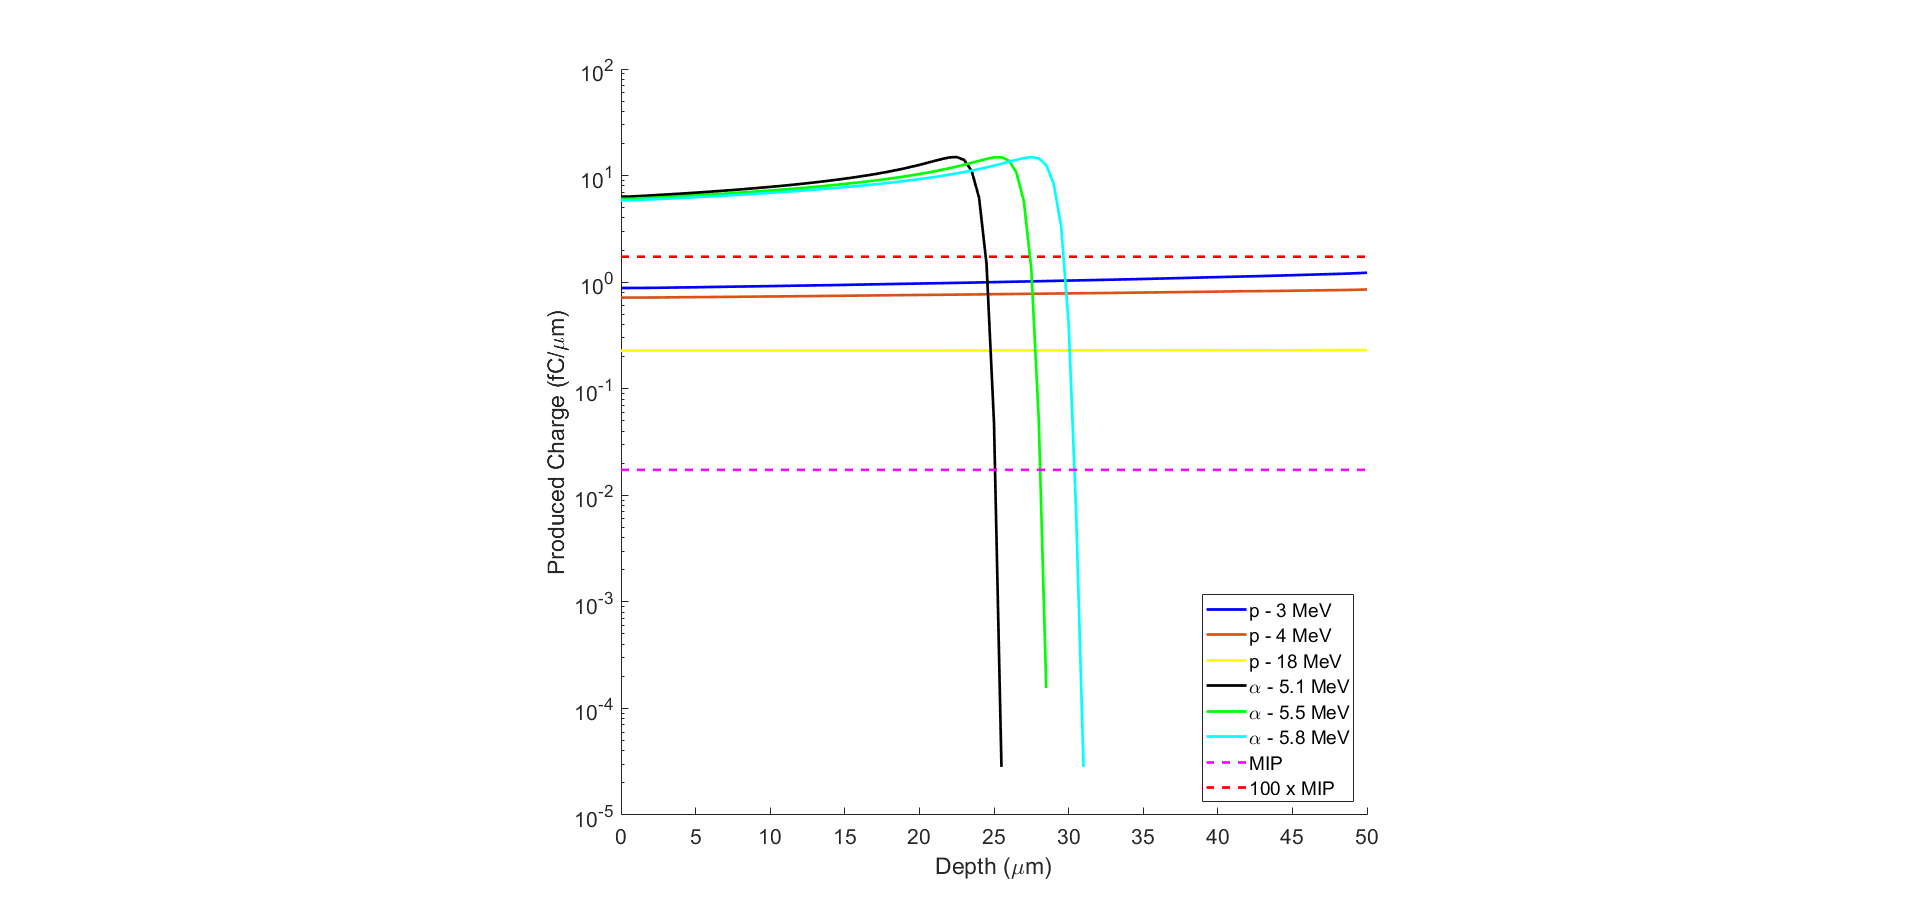 10^2
10^1
10^0
10^-1
10^-2
10^-3
10^-4
10^-5
Produced Charge (fC/μm)
0 5 10 15 20 25 30 35 40 45 50
Depth (μm)
p - 3 MeV
p - 4 MeV
p - 18 MeV
α - 5.1 MeV
α - 5.5 MeV
α - 5.8 MeV
MIP
100 x MIP